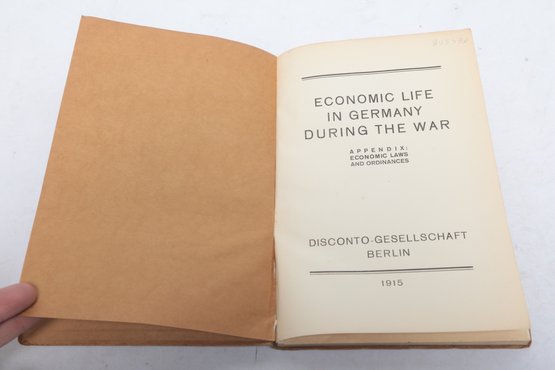 ECONOMIC LIFE
IN GERMANY
DURING THE WAR
APPENDIX:
ECONOMIC LAWS
AND ORDINANCES
DISCONTO-GESELLSCHAFT
BERLIN
1915